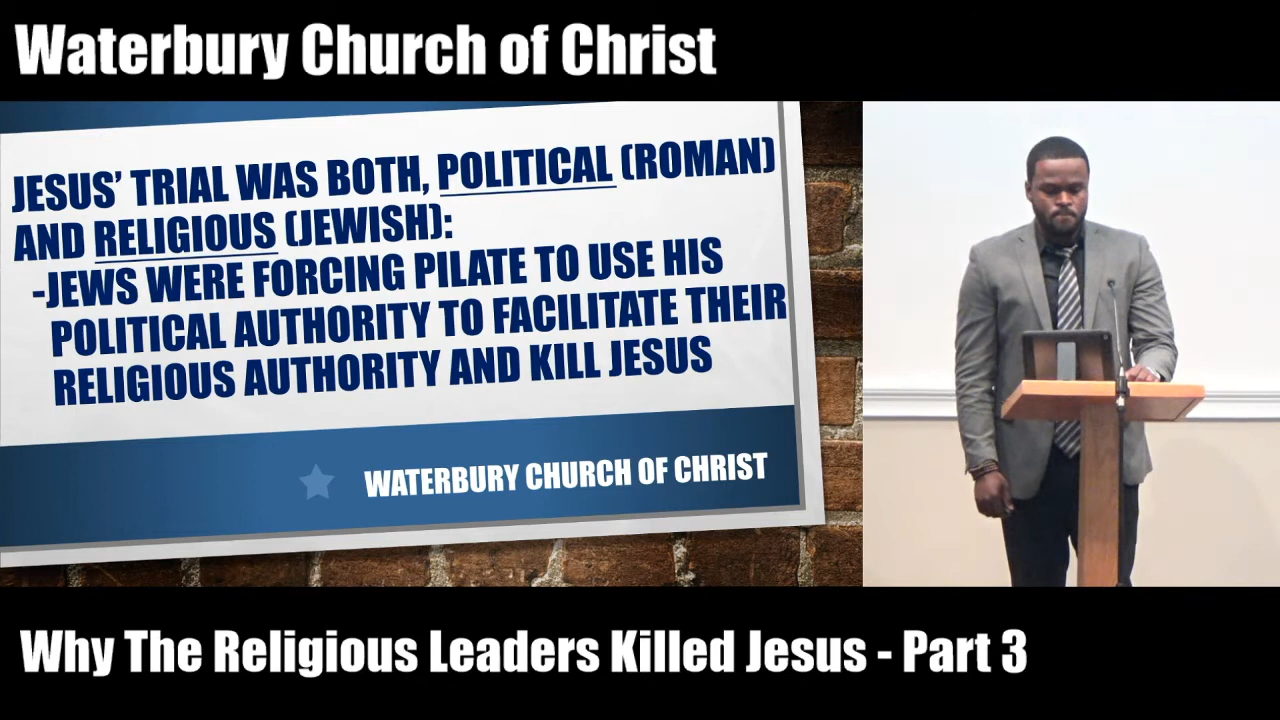 Waterbury Church of Christ
JESUS’ TRIAL WAS BOTH, POLITICAL (ROMAN)
AND RELIGIOUS (JEWISH):
-JEWS WERE FORCING PILATE TO USE HIS
POLITICAL AUTHORITY TO FACILITATE THEIR
RELIGIOUS AUTHORITY AND KILL JESUS
WATERBURY CHURCH OF CHRIST
Why The Religious Leaders Killed Jesus - Part 3